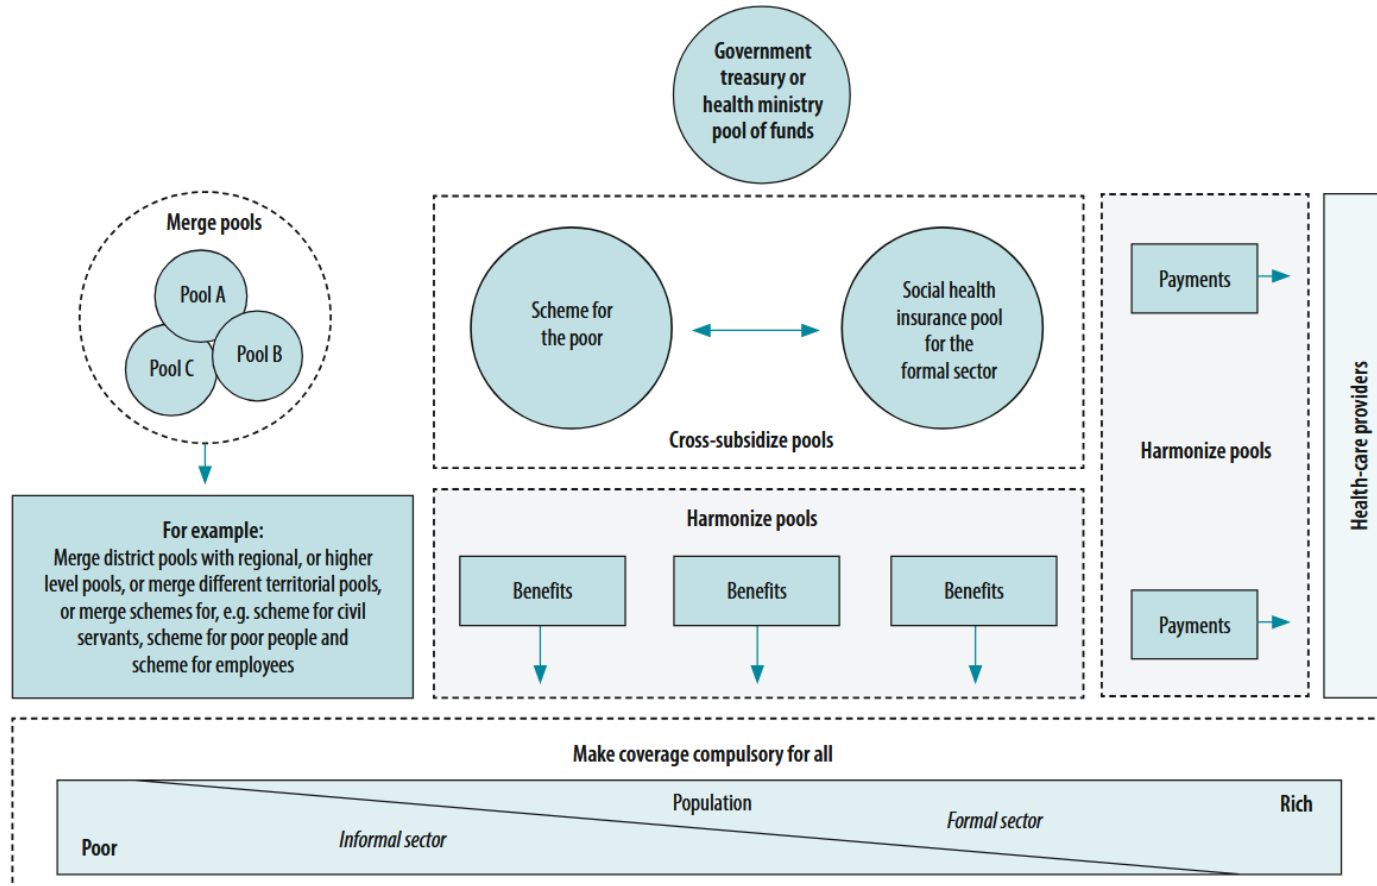 Government
treasury or
health ministry
pool of funds
Merge pools
Pool A
Pool B
Pool C
For example:
Merge district pools with regional, or higher
level pools, or merge different territorial pools,
or merge schemes for, e.g. scheme for civil
servants, scheme for poor people and
scheme for employees
Scheme for
the poor
Social health
insurance pool
for the
formal sector
Cross-subsidize pools
Harmonize pools
Benefits
Benefits
Benefits
Payments
Harmonize pools
Payments
Health-care providers
Make coverage compulsory for all
Population
Rich
Formal sector
Informal sector
Poor